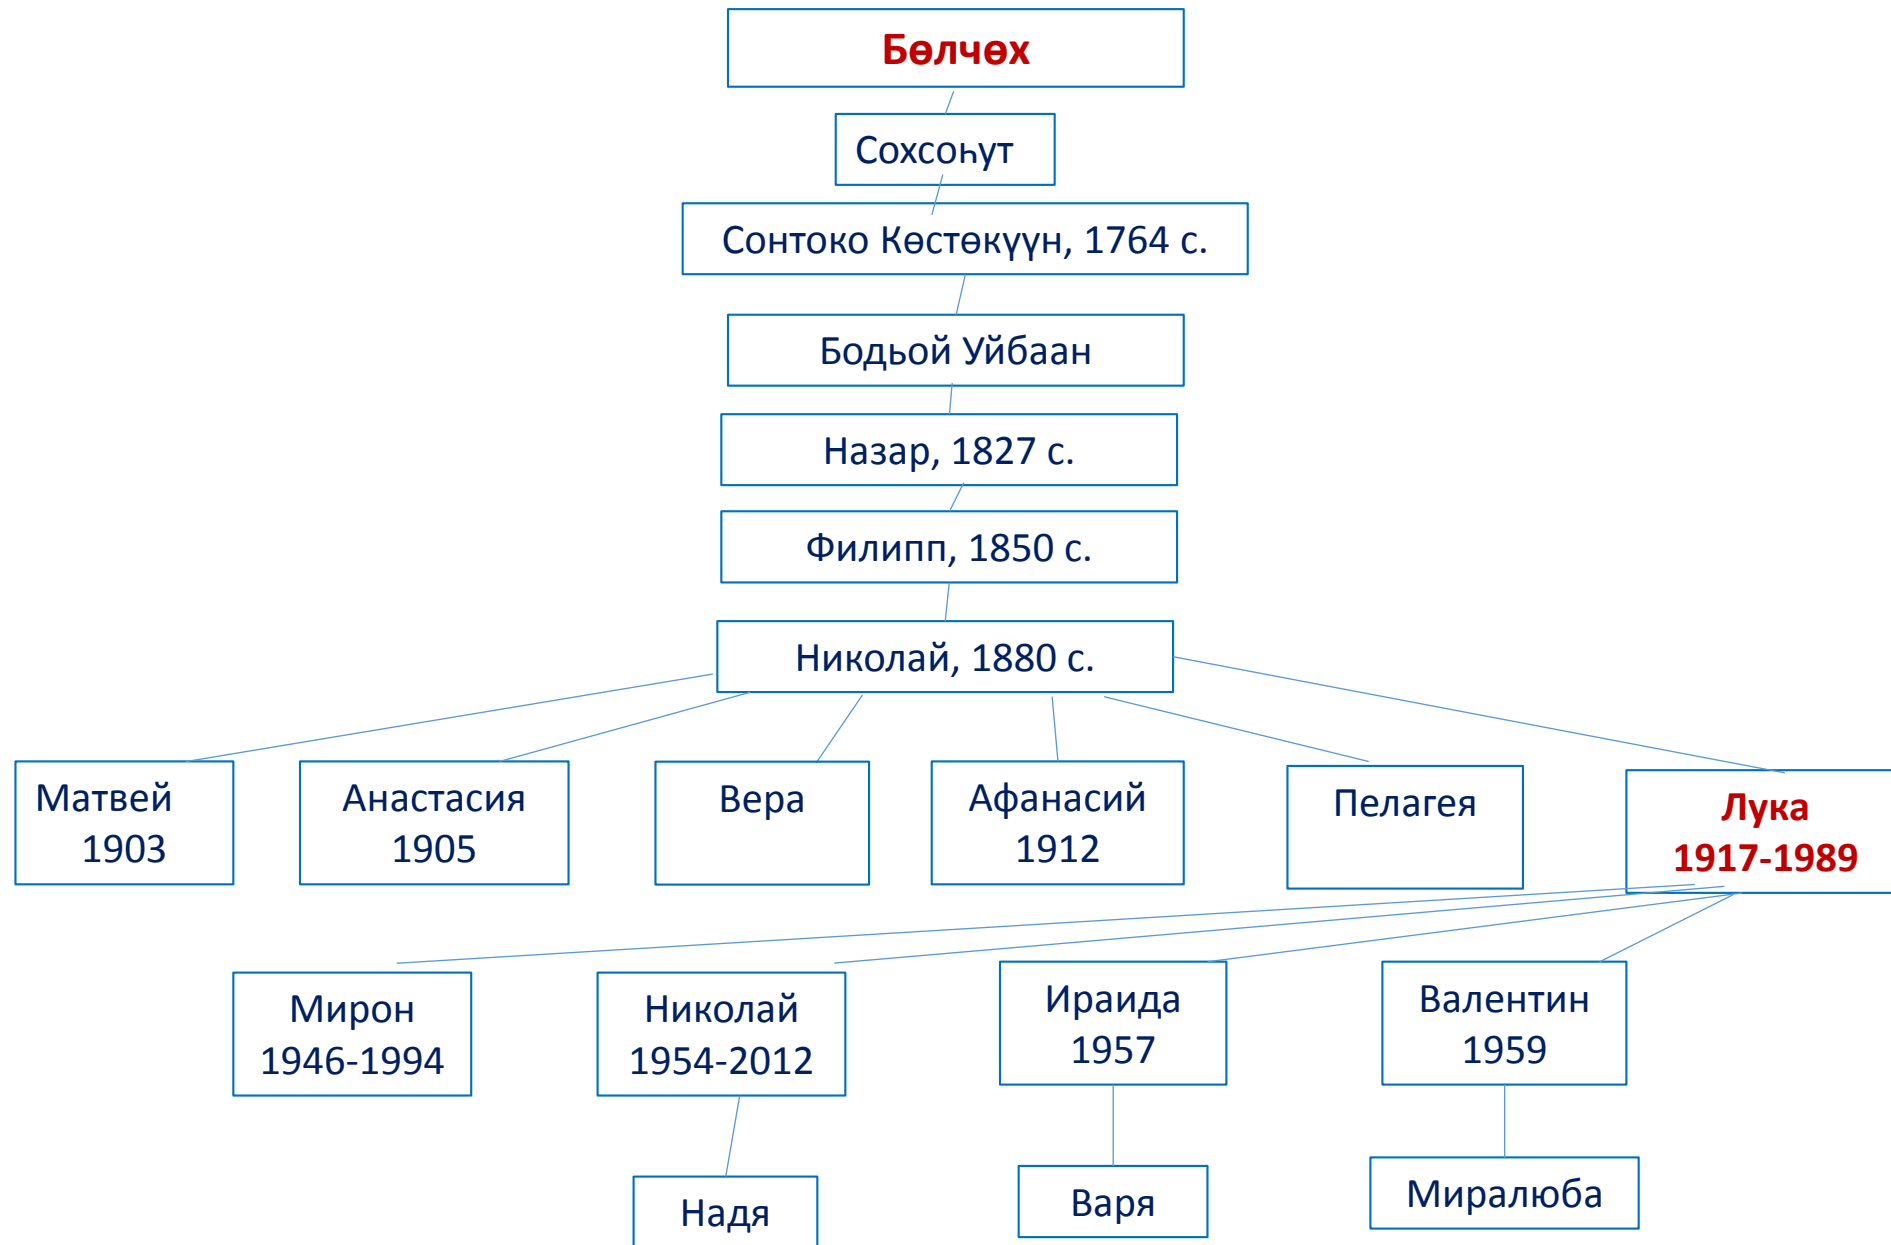 Бөлчөх
Сохсоһут
Сонтоко Көстөкүүн, 1764 с.
Бодьой Уйбаан
Назар, 1827 с.
Филипп, 1850 с.
Николай, 1880 с.
Матвей
1903
Анастасия
1905
Вера
Афанасий
1912
Пелагея
Лука
1917-1989
Мирон
1946-1994
Николай
1954-2012
Ираида
1957
Валентин
1959
Надя
Варя
Миралюба